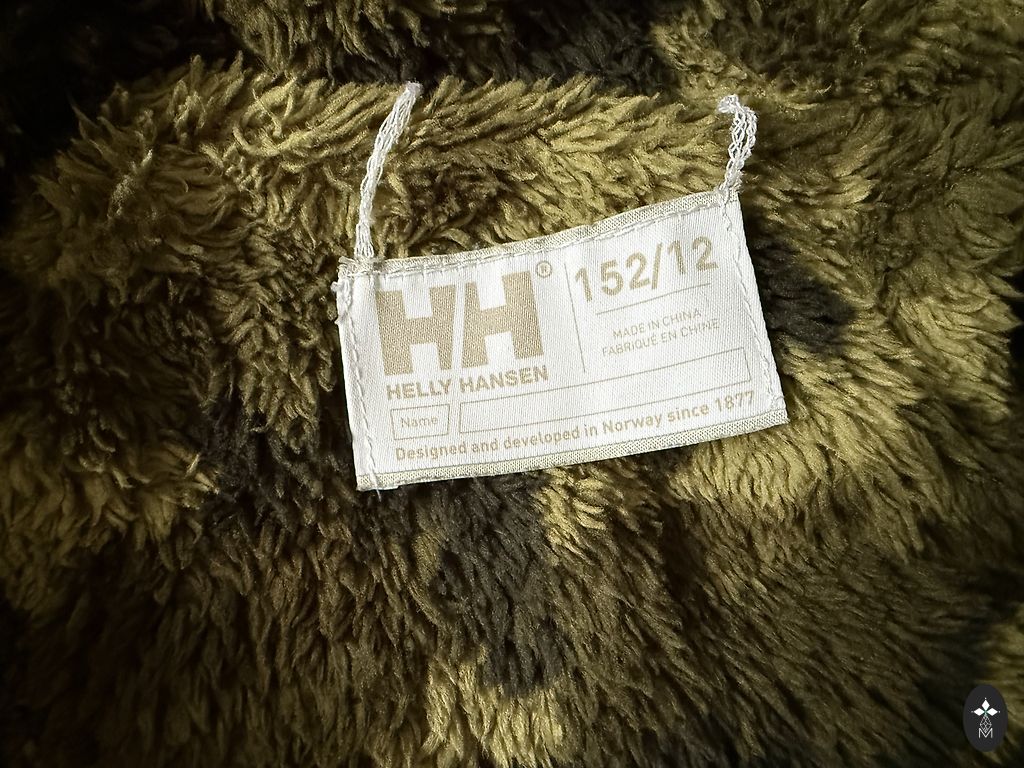 HH®
HELLY HANSEN
152/12
MADE IN CHINA
FABRIQUÉ EN CHINE
Name
Designed and developed in Norway since 1877
M